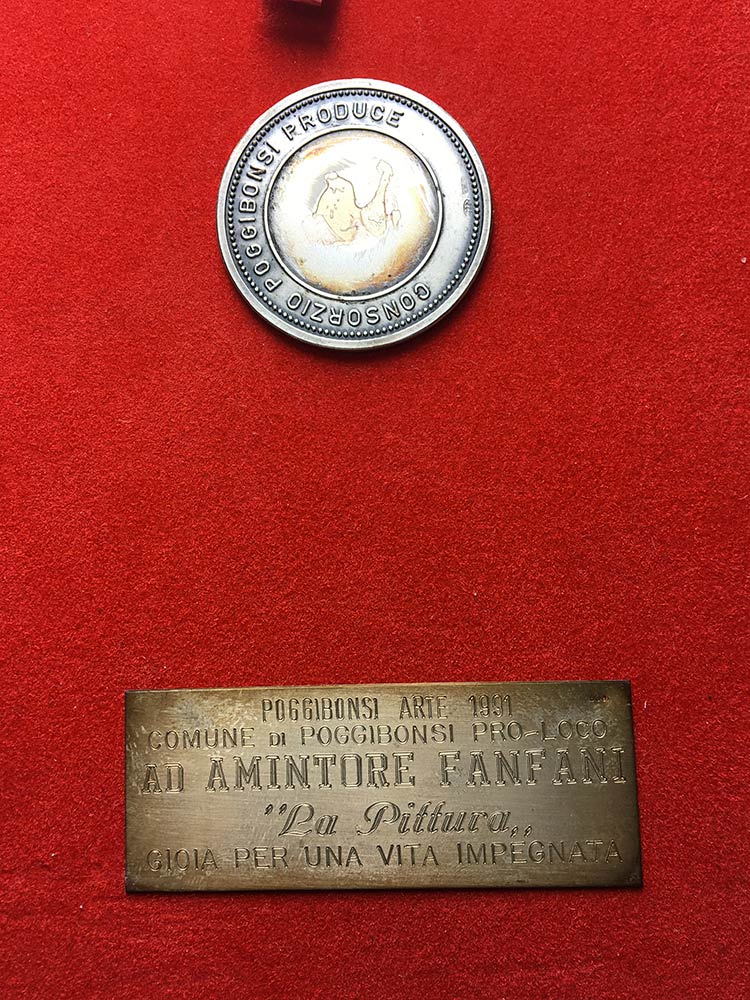 CONSORZIO POGGIBONSI PRODUCE
POGGIBONSI ARTE 1991
COMUNE DI POGGIBONSI PRO-LOCO
AD AMINTORE FANFANI
"La Pittura„
GIOIA PER UNA VITA IMPEGNATA